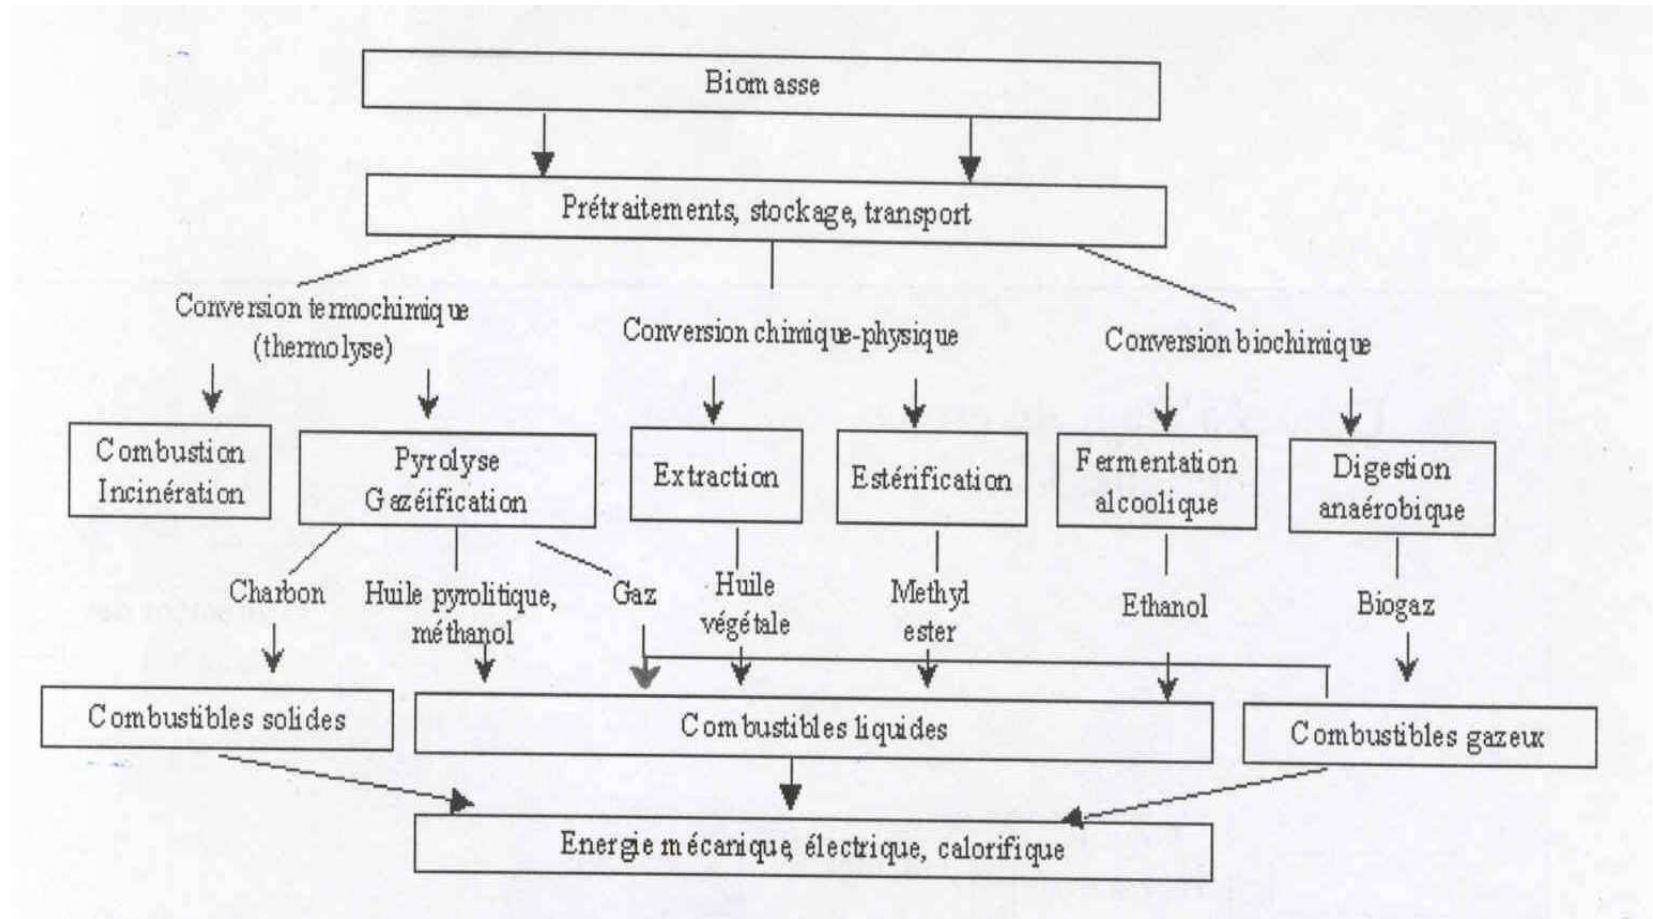 Biomasse
Prétraitements, stockage, transport
Conversion termochimique
(thermolyse)
Conversion chimique-physique
Conversion biochimique
Combustion
Incinération
Pyrolyse
Gazéification
Extraction
Estérification
Fermentation
alcoolique
Digestion
anaérobique
Charbon
Huile pyrolitique,
méthanol
Gaz
Huile
végétale
Methyl
ester
Ethanol
Biogaz
Combustibles solides
Combustibles liquides
Combustibles gazeux
Energie mécanique, électrique, calorifique